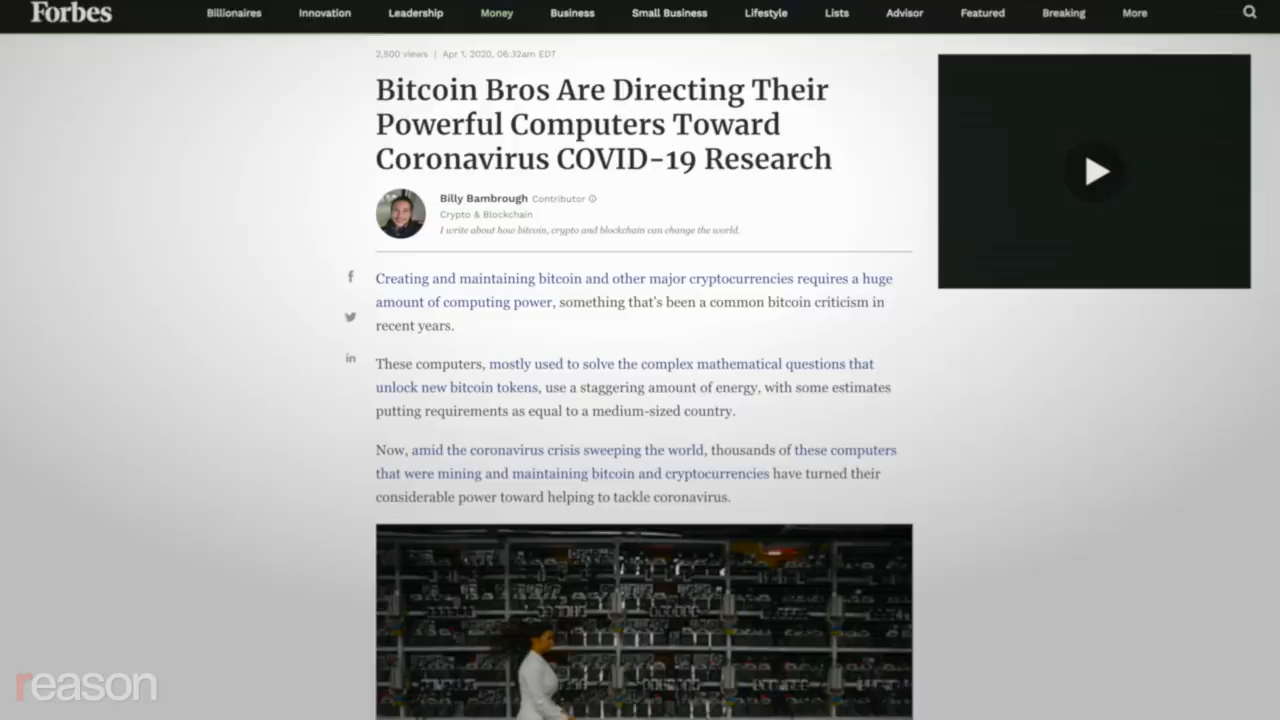 Forbes
Billionaires Innovation Leadership Money Business Small Business Lifestyle Lists Advisor Featured Breaking More
2,800 views | Apr 1, 2020, 06:32am EDT
Bitcoin Bros Are Directing Their
Powerful Computers Toward
Coronavirus COVID-19 Research
Billy Bambrough Contributor
Crypto & Blockchain
I write about how bitcoin, crypto and blockchain can change the world.
Creating and maintaining bitcoin and other major cryptocurrencies requires a huge
amount of computing power, something that's been a common bitcoin criticism in
recent years.
These computers, mostly used to solve the complex mathematical questions that
unlock new bitcoin tokens, use a staggering amount of energy, with some estimates
putting requirements as equal to a medium-sized country.
Now, amid the coronavirus crisis sweeping the world, thousands of these computers
that were mining and maintaining bitcoin and cryptocurrencies have turned their
considerable power toward helping to tackle coronavirus.
reason